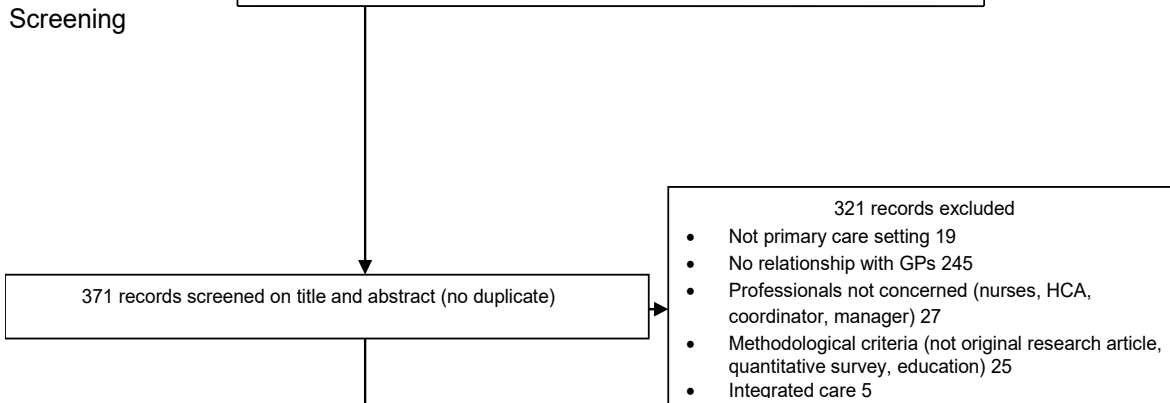 Screening
371 records screened on title and abstract (no duplicate)
321 records excluded
• Not primary care setting 19
• No relationship with GPs 245
• Professionals not concerned (nurses, HCA,
coordinator, manager) 27
• Methodological criteria (not original research article,
quantitative survey, education) 25
• Integrated care 5